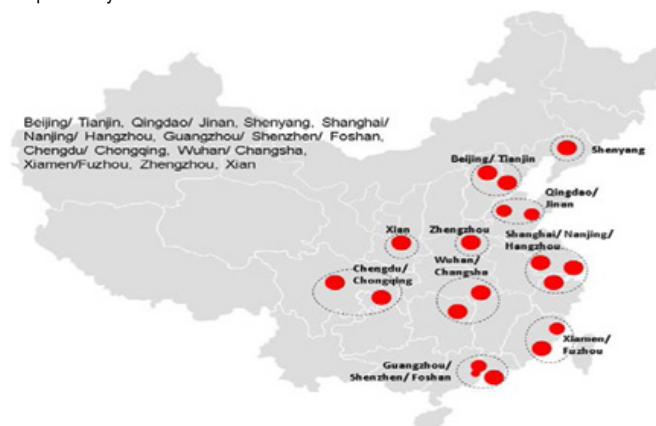 Beijing/ Tianjin, Qingdao/ Jinan, Shenyang, Shanghai/
Nanjing/ Hangzhou, Guangzhou/ Shenzhen/ Foshan,
Chengdu/ Chongqing, Wuhan/ Changsha,
Xiamen/Fuzhou, Zhengzhou, Xian
Shenyang
Beijing/ Tianjin
Qingdao/
Jinan
Xian
Zhengzhou
Shanghai/ Nanjing/
Hangzhou
Wuhan/
Changsha
Chengdu/
Chongqing
Xiamen/
Fuzhou
Guangzhou/
Shenzhen/ Foshan